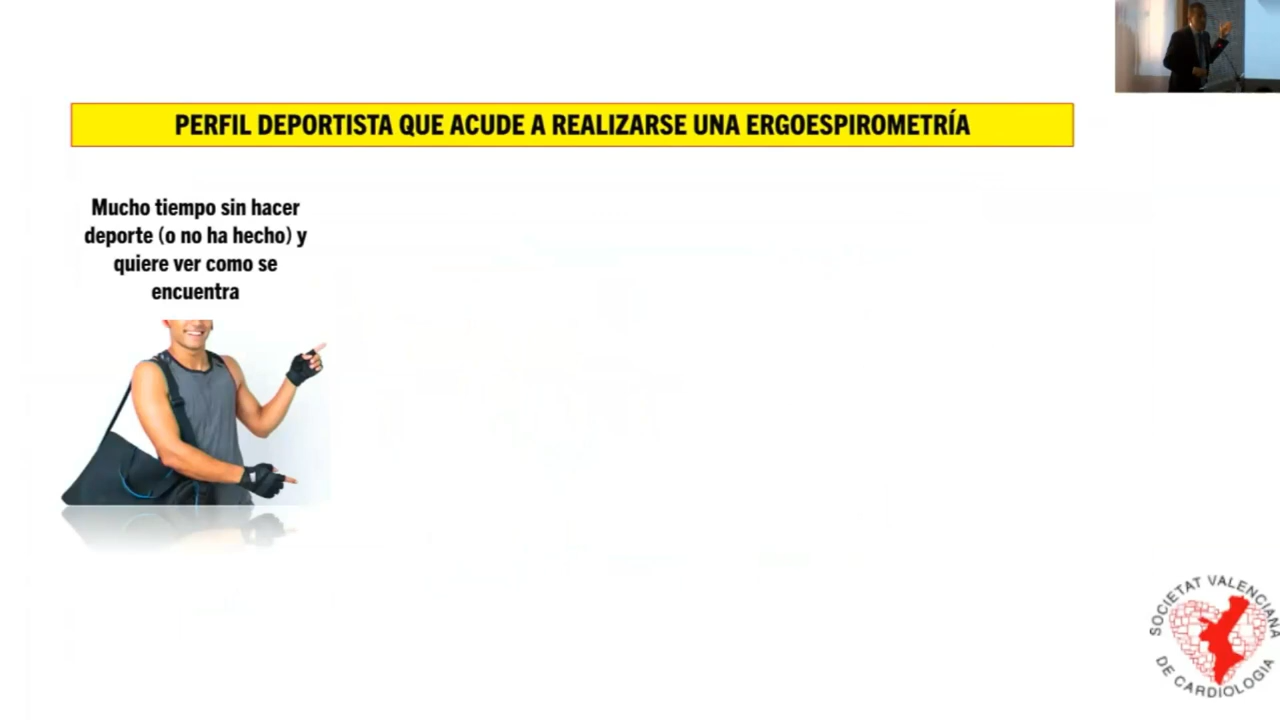 PERFIL DEPORTISTA QUE ACUDE A REALIZARSE UNA ERGOESPIROMETRÍA
Mucho tiempo sin hacer
deporte (o no ha hecho) y
quiere ver como se
encuentra
SOCIETAT VALENCIANA
DE CARDIOLOGIA